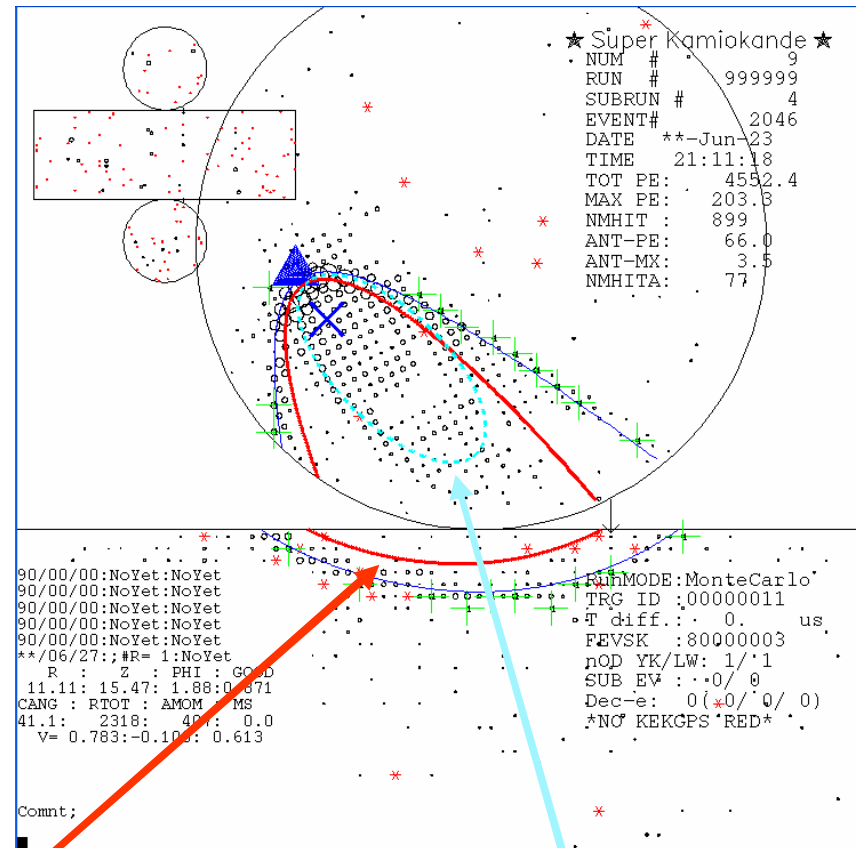 ★ Super Kamiokande ★
NUM # 9
RUN # 999999
SUBRUN # 4
EVENT# 2046
DATE **-Jun-23
TIME 21:11:18
TOT PE: 4552.4
MAX PE: 203.3
NMHIT : 899
ANT-PE: 66.0
ANT-MX: 3.5
NMHITA: 77
90/00/00:NoYet:NoYet
90/00/00:NoYet:NoYet
90/00/00:NoYet:NoYet
90/00/00:NoYet:NoYet
90/00/00:NoYet:NoYet
**/06/27:;#R= 1:NoYet
R : Z : PHI : GOOD
11.11: 15.47: 1.88:0.871
CANG : RTOT : AMOM : MS
41.1: 2318: 0.0
V= 0.783: 0.613
Comnt;
RunMODE:MonteCarlo
TRG ID :00000011
T diff.: 0. us
FEVSK :80000003
nOD YK/LW: 1/ 1
SUB EV : 0/ 0
Dec-e: 0( 0/ 0/ 0)
*NO KEKGPS RED*